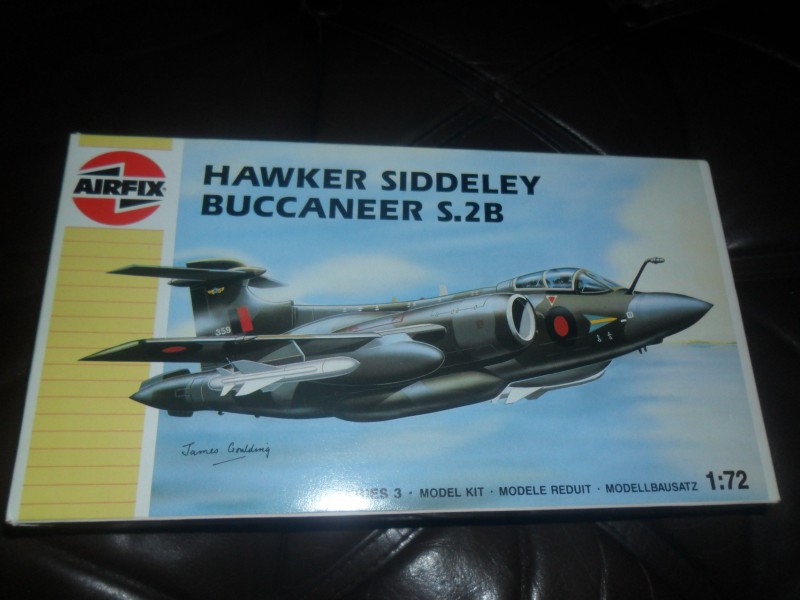 AIRFIX
HAWKER SIDDELEY
BUCCANEER S.2B
359
James Goulding
3 · MODEL KIT · MODELE REDUIT · MODELLBAUSATZ 1:72